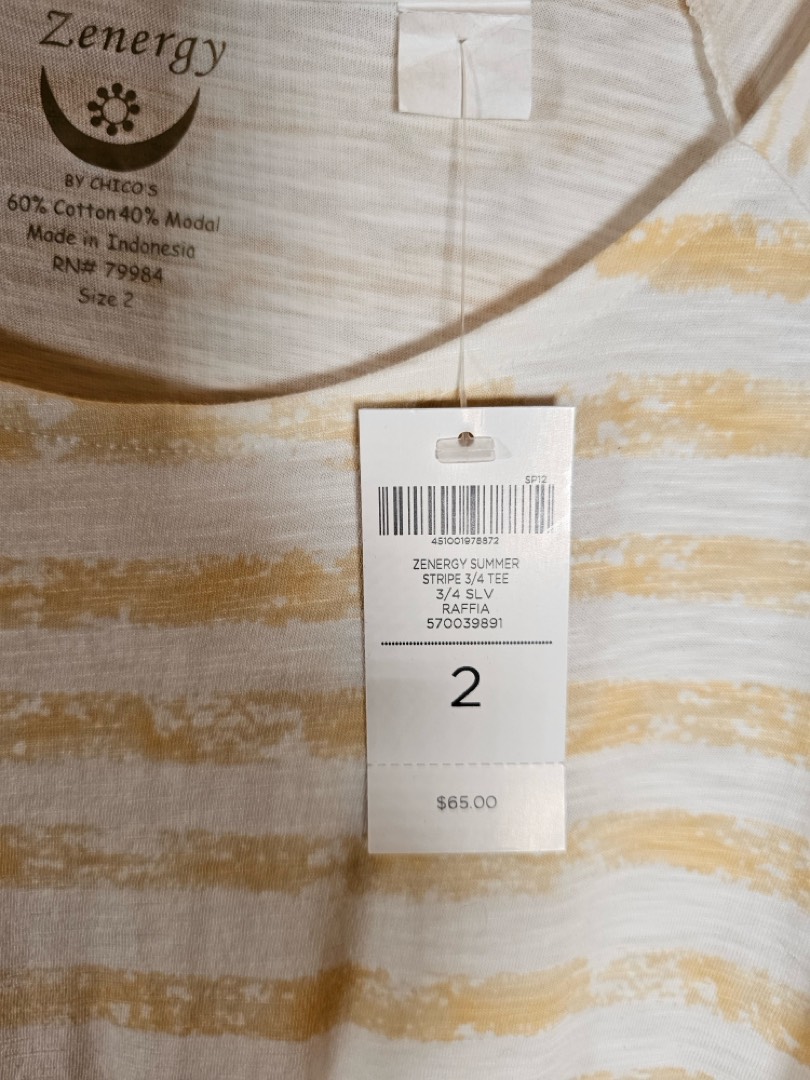 Zenergy
BY CHICO'S
60% Cotton 40% Modal
Made in Indonesia
RN# 79984
Size 2
SP12
451001978872
ZENERGY SUMMER
STRIPE 3/4 TEE
3/4 SLV
RAFFIA
570039891
2
$65.00